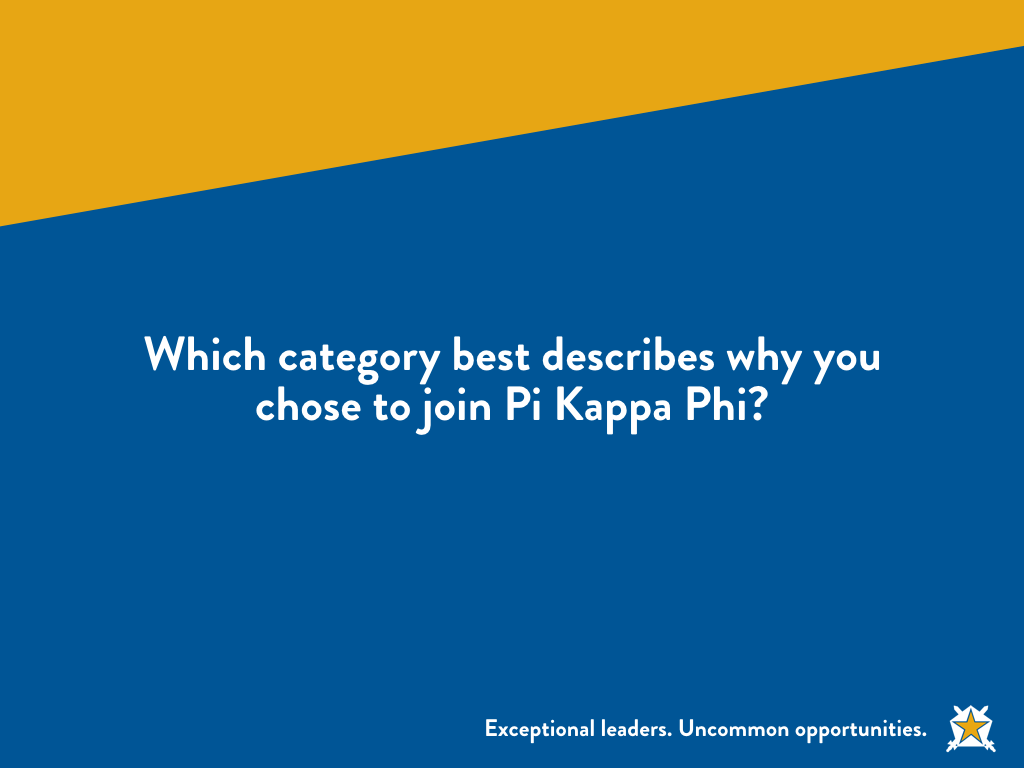 Which category best describes why you
chose to join Pi Kappa Phi?
Exceptional leaders. Uncommon opportunities.